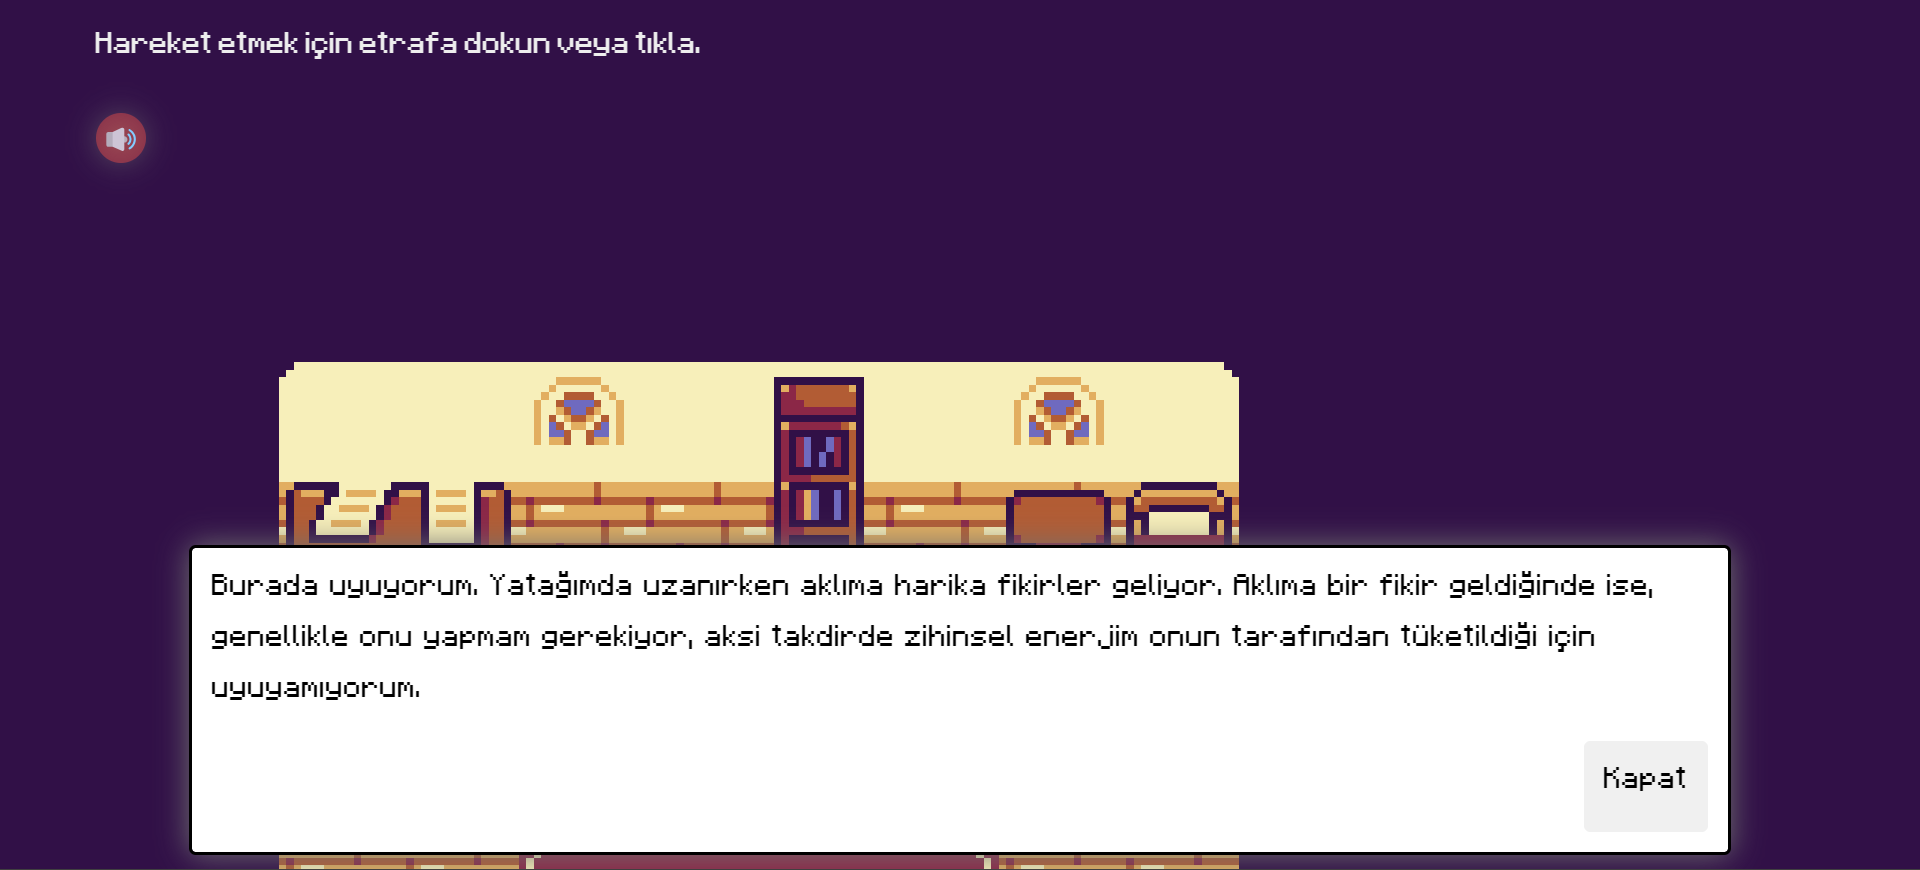 Hareket etmek için etrafa dokun veya tıkla.
Burada uyuyorum. Yatağımda uzanırken aklıma harika fikirler geliyor. Aklıma bir fikir geldiğinde ise,
genellikle onu yapmam gerekiyor, aksi takdirde zihinsel enerjim onun tarafından tüketildiği için
uyuyamıyorum.
Kapat